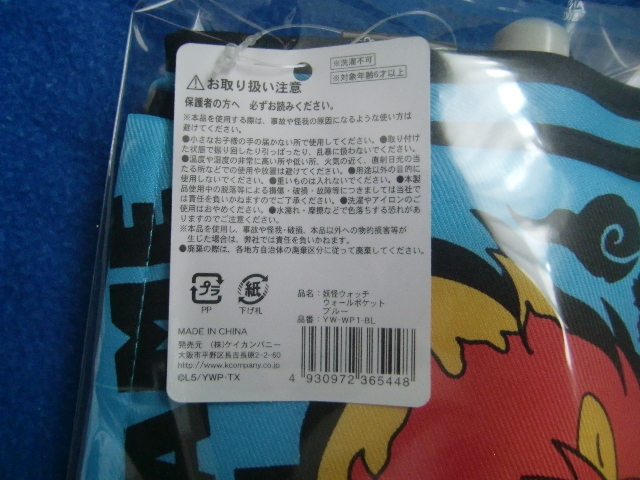 ※洗濯不可
※対象年齢6才以上
⚠お取り扱い注意
保護者の方へ 必ずお読みください。
※本品を使用する際は、事故や怪我の原因になるような使い方は
避けてください。
●小さなお子様の手の届かない所で使用してください。●取り付け
た状態で振り回したり引っぱったり、乱暴に扱わないでください。
●温度や湿度の非常に高い所や低い所、火気の近く、直射日光の当
たる所などでの使用や放置は避けてください。●用途以外の目的に
使用しないでください。●重いものは入れないでください。●本製
品使用中の脱落等による損傷・破損・故障等につきましては当社で
は責任を負いかねますのでご了承ください。●洗濯やアイロンのご
使用はおやめください。●水濡れ・摩擦などで色落ちする恐れがあ
りますのでご注意ください。
※本品を使用し、事故や怪我・破損、本品以外への物的損害等が
生じた場合は、弊社では責任を負いかねます。
●廃棄の際は、各地方自治体の廃棄区分に従って廃棄してください。
プラ
PP
紙
下げ札
品名：妖怪ウォッチ
ウォールポケット
ブルー
品番：YW-WP1-BL
MADE IN CHINA
発売元 (株)ケイカンパニー
大阪市平野区長吉長原2-2-60
http://www.kcompany.co.jp
©L5/YWP・TX
4 930972 365448
AME